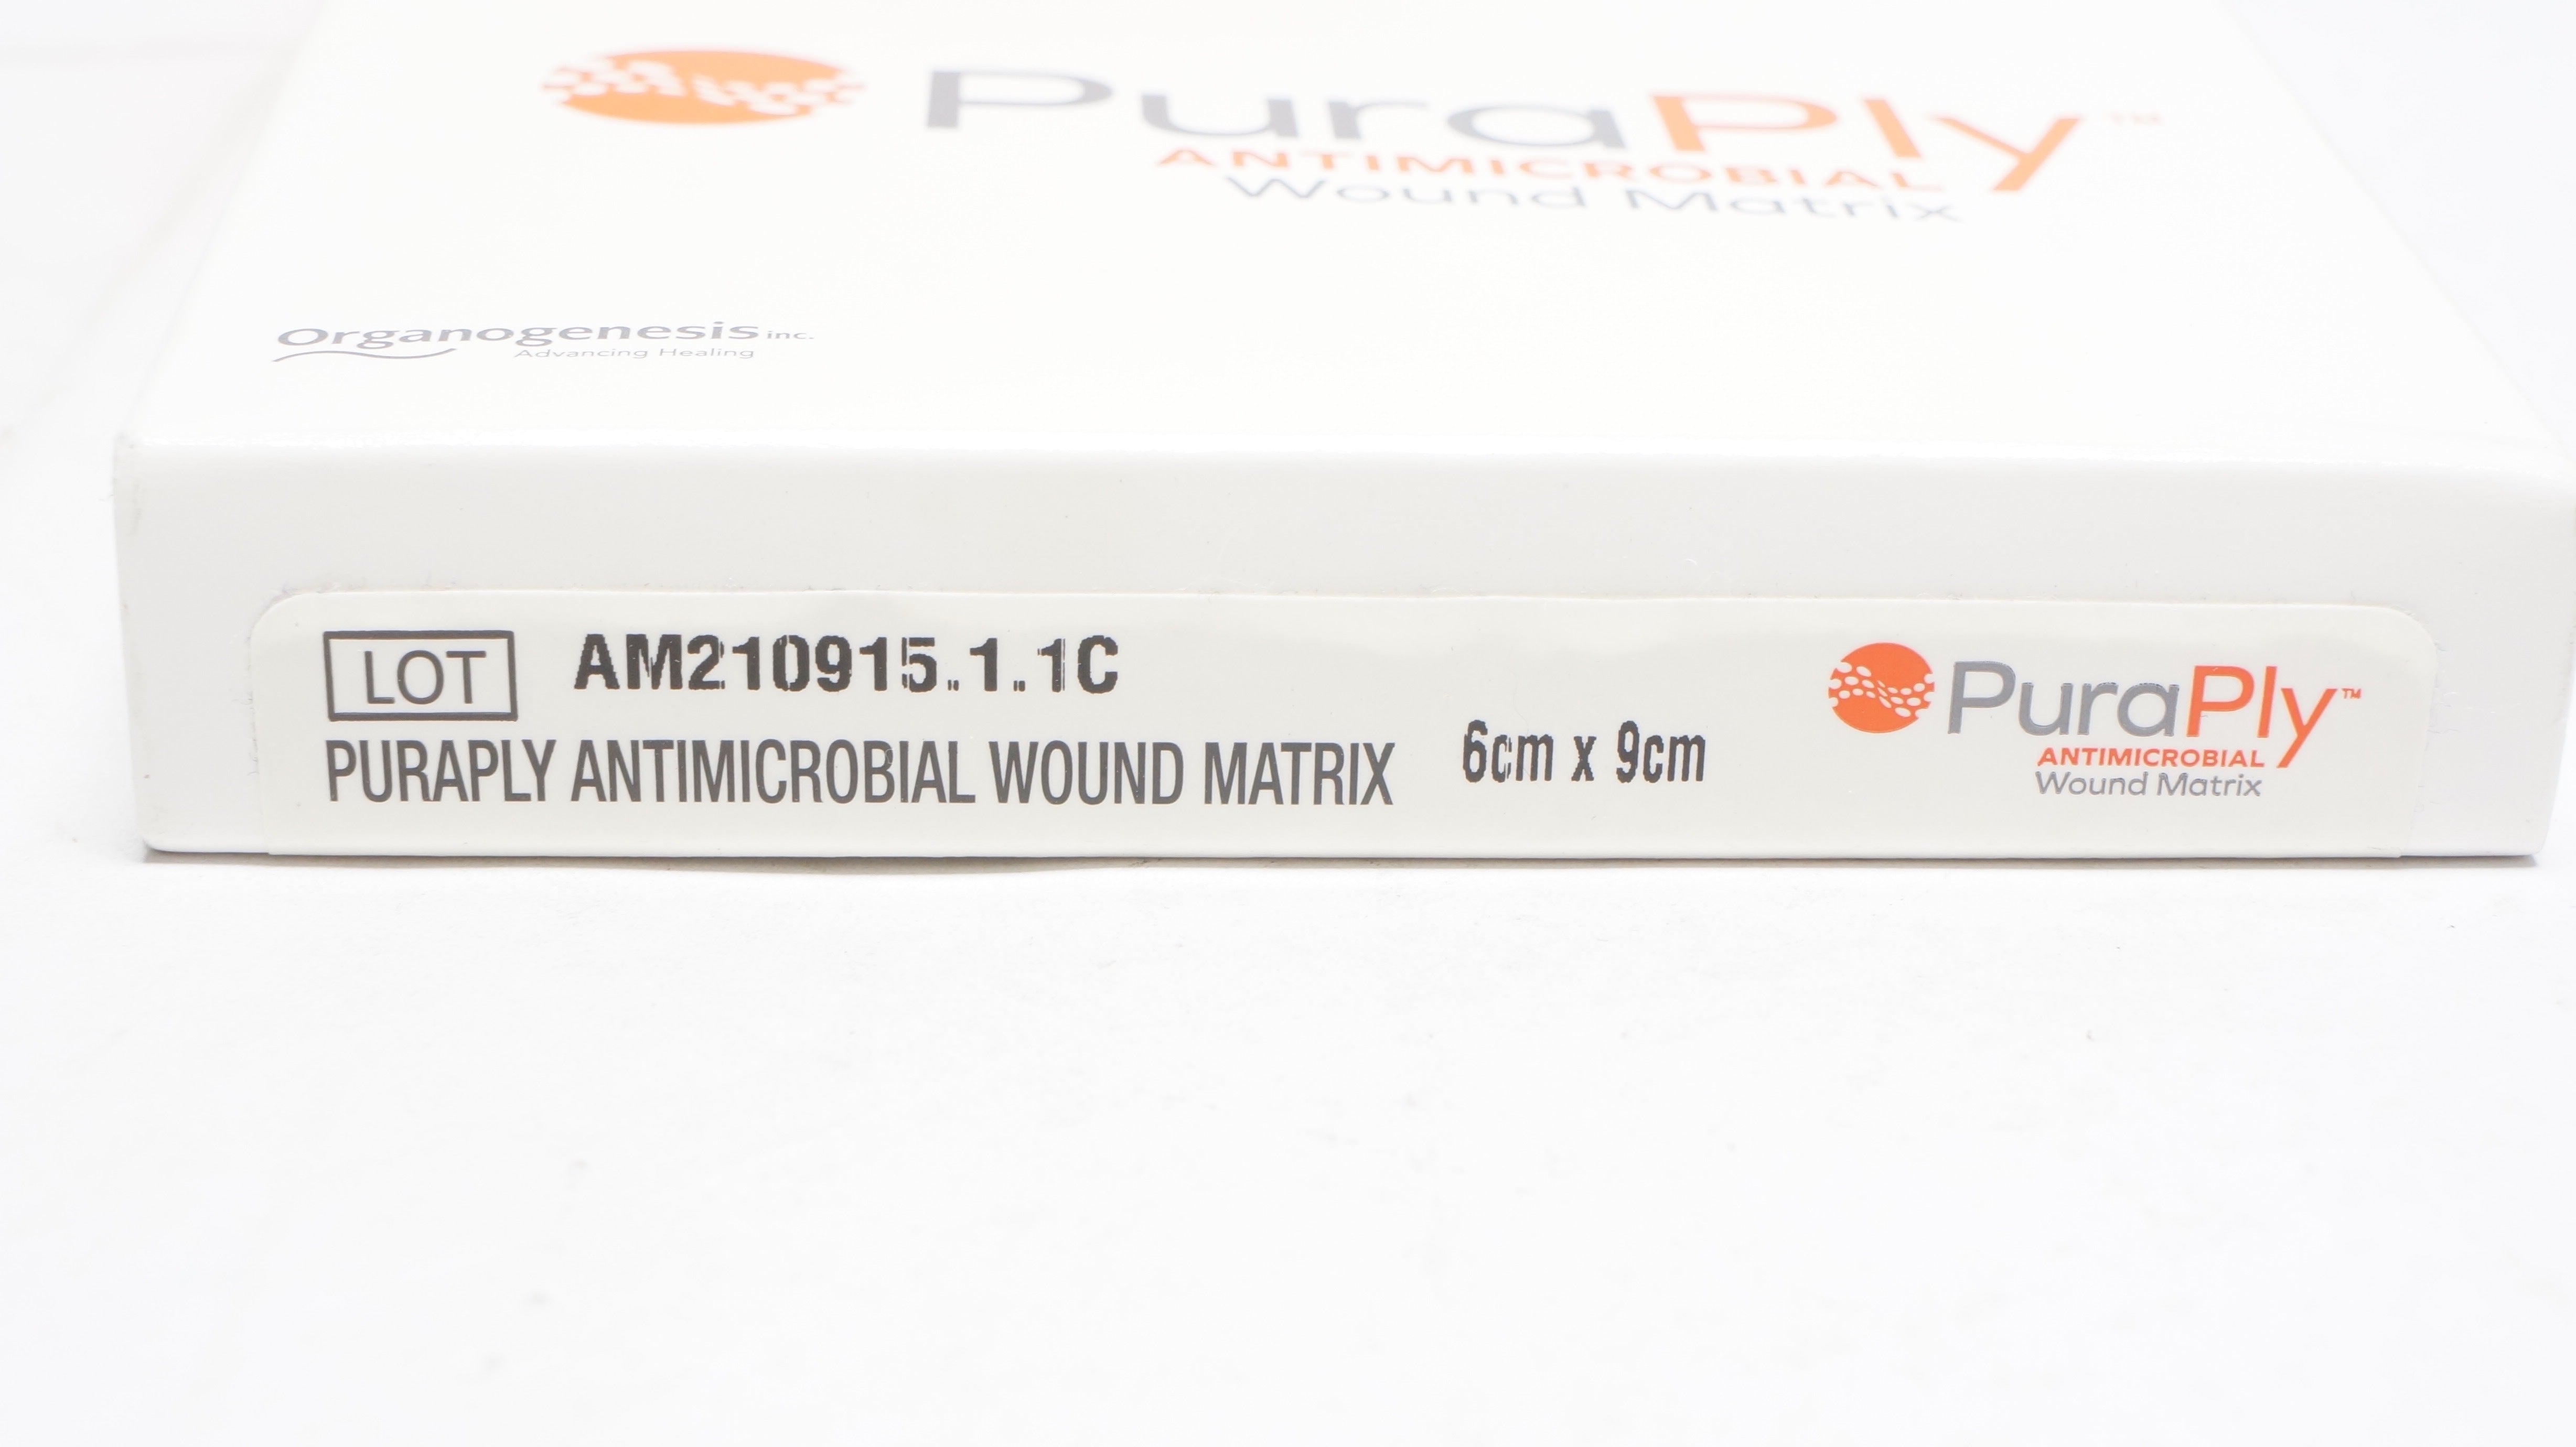 PuraPly™
ANTIMICROBIAL
Wound Matrix
Organogenesis inc.
Advancing Healing
LOT AM210915.1.1C
PURAPLY ANTIMICROBIAL WOUND MATRIX 6cm x 9cm
PuraPly™
ANTIMICROBIAL
Wound Matrix